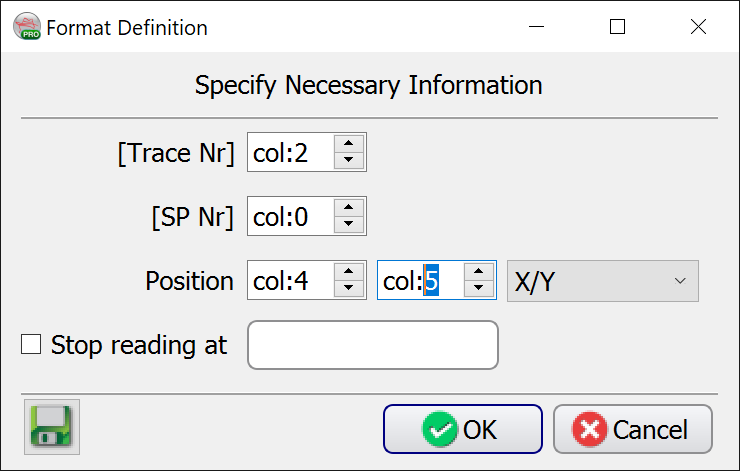 PRO Format Definition
Specify Necessary Information
[Trace Nr] col:2
[SP Nr] col:0
Position col:4 col:5 X/Y
Stop reading at
OK Cancel